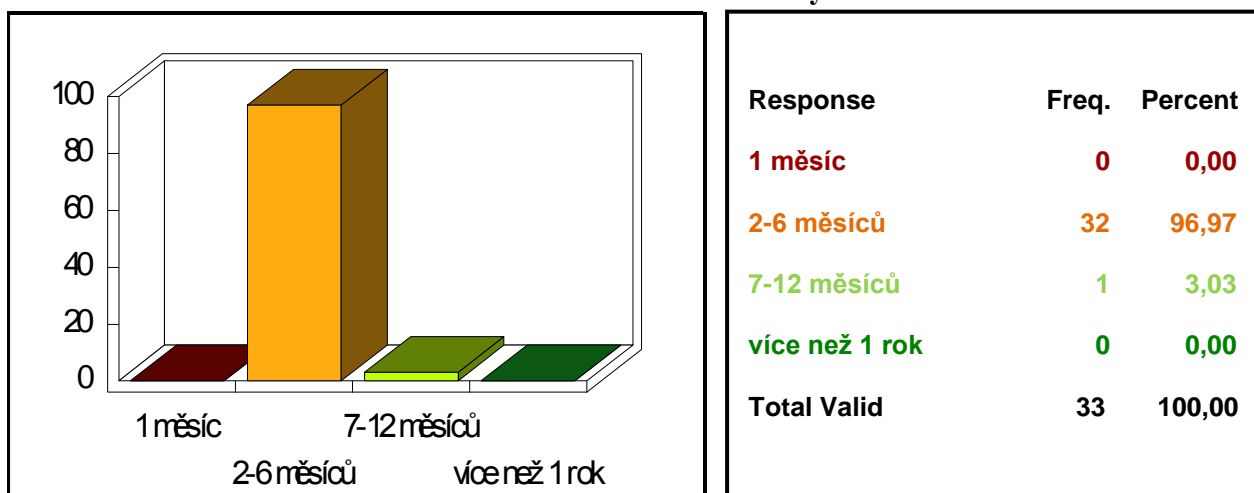 100
80
60
40
20
0
1 měsíc
7-12 měsíců
2-6 měsíců
více než 1 rok
Response Freq. Percent
1 měsíc 0 0,00
2-6 měsíců 32 96,97
7-12 měsíců 1 3,03
více než 1 rok 0 0,00
Total Valid 33 100,00